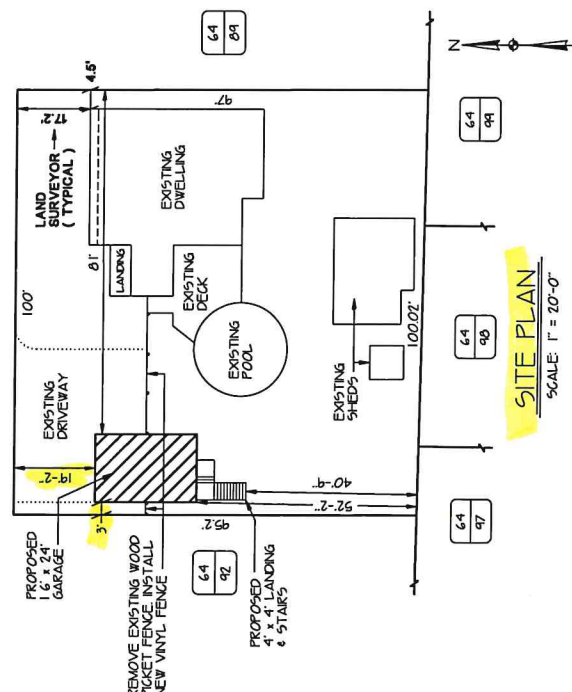 64
89
4.5'
17.2'
LAND
SURVEYOR
( TYPICAL )
97'
EXISTING
DWELLING
LANDING
81'
100'
EXISTING
DECK
EXISTING
POOL
EXISTING
DRIVEWAY
19'-2"
3'
PROPOSED
16' x 24'
GARAGE
REMOVE EXISTING WOOD
PICKET FENCE. INSTALL
NEW VINYL FENCE
95.2'
52'-2"
40'-9"
PROPOSED
4' x 4' LANDING
& STAIRS
64
92
EXISTING
SHEDS
100.02'
64
97
64
98
64
99
N
SITE PLAN
SCALE: 1" = 20'-0"